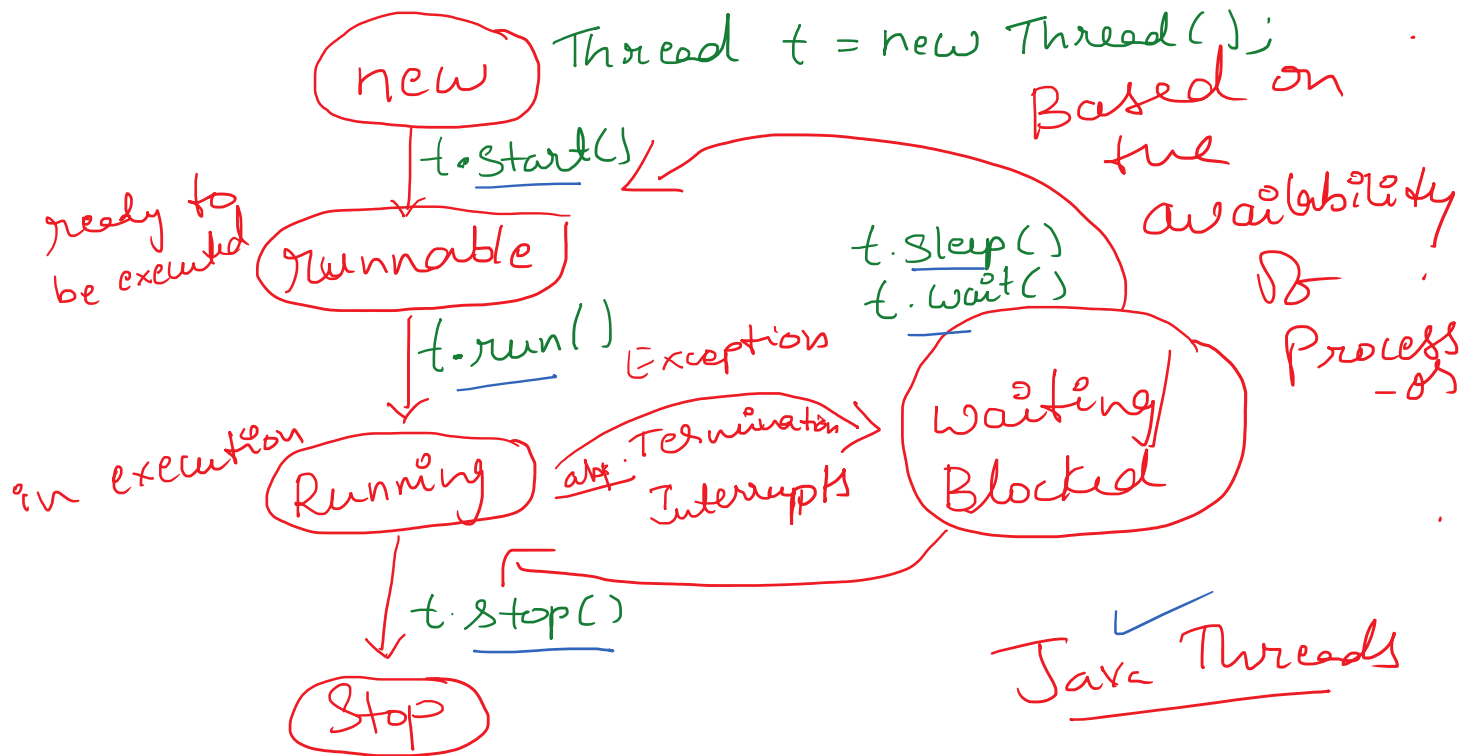 new
Thread t = new Thread();
t.start()
Based on
the
availability
of
Process
-or
ready to
be executed
runnable
t.sleep()
t.wait()
t.run()
Exception
Termination
Interrupts
waiting/
Blocked
in execution
Running
t.stop()
Stop
Java Threads